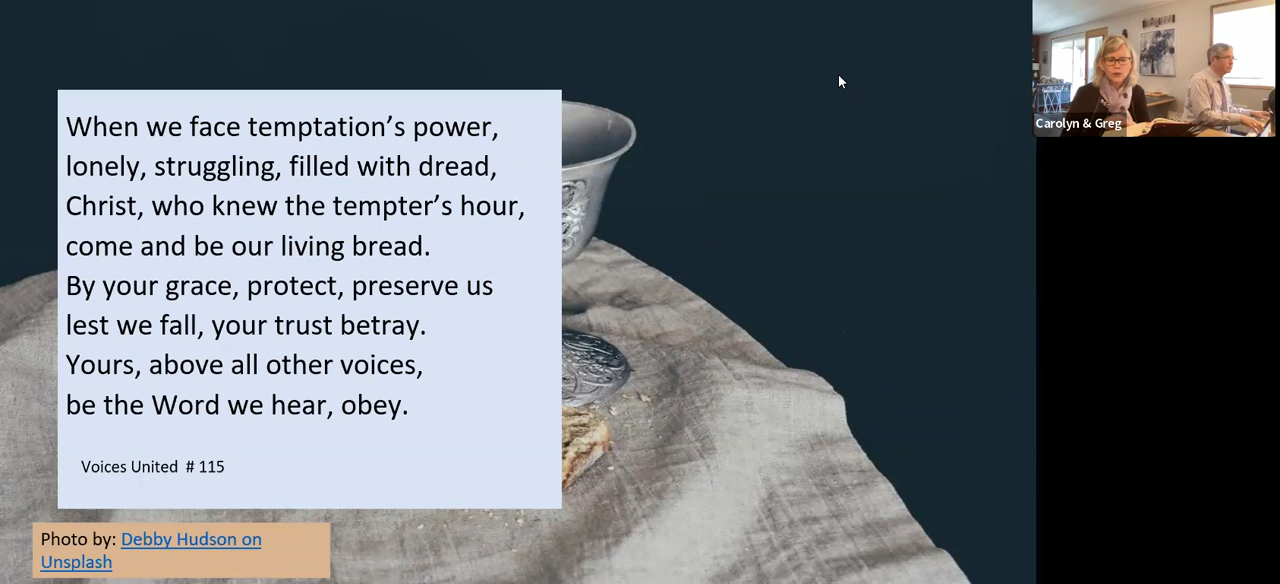 When we face temptation’s power,
lonely, struggling, filled with dread,
Christ, who knew the tempter’s hour,
come and be our living bread.
By your grace, protect, preserve us
lest we fall, your trust betray.
Yours, above all other voices,
be the Word we hear, obey.
Voices United # 115
Photo by: Debby Hudson on
Unsplash
Carolyn & Greg